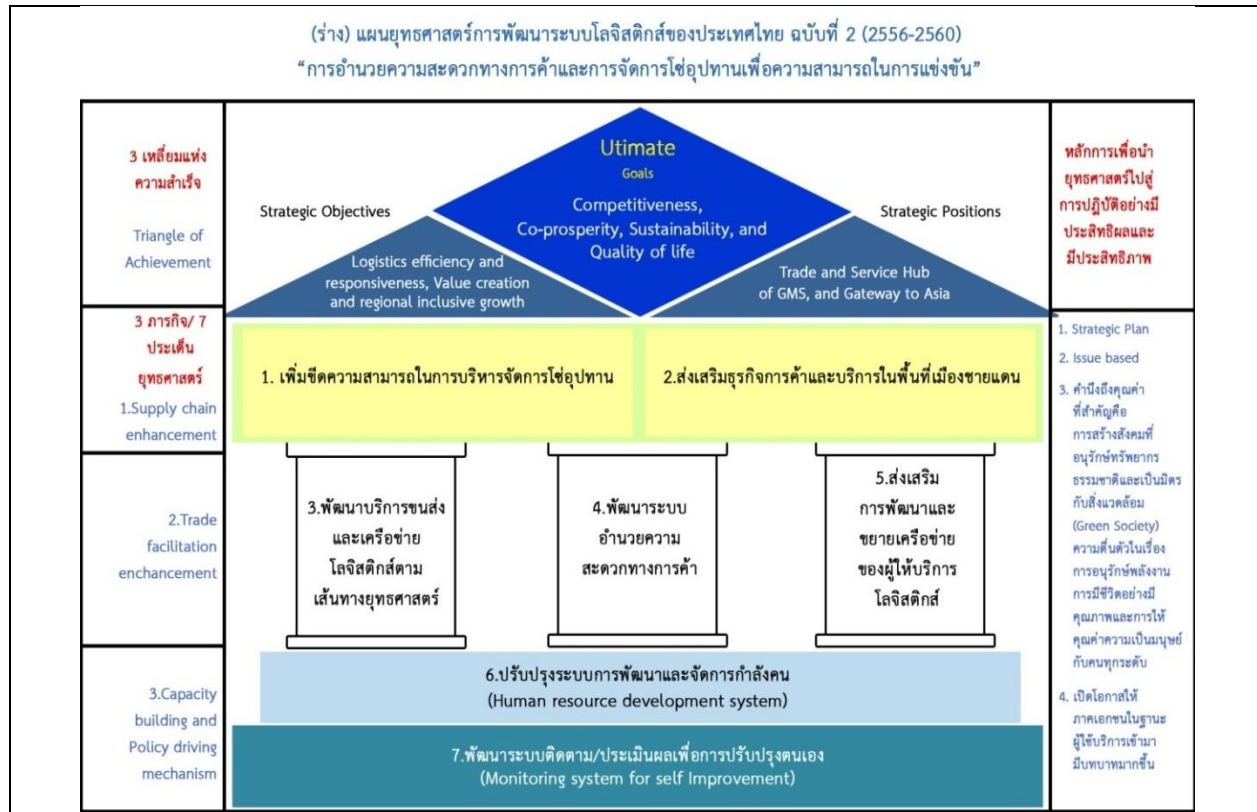 (ร่าง) แผนยุทธศาสตร์การพัฒนาระบบโลจิสติกส์ของประเทศไทย ฉบับที่ 2 (2556-2560)
“การอำนวยความสะดวกทางการค้าและการจัดการโซ่อุปทานเพื่อความสามารถในการแข่งขัน”
3 เหลี่ยมแห่ง
ความสำเร็จ
Triangle of
Achievement
Strategic Objectives
Utimate
Goals
Competitiveness,
Co-prosperity, Sustainability, and
Quality of life
Strategic Positions
Logistics efficiency and
responsiveness, Value creation
and regional inclusive growth
Trade and Service Hub
of GMS, and Gateway to Asia
หลักการเพื่อนำ
ยุทธศาสตร์ไปสู่
การปฏิบัติอย่างมี
ประสิทธิผลและ
มีประสิทธิภาพ
3 ภารกิจ/ 7
ประเด็น
ยุทธศาสตร์
1.Supply chain
enhancement
1. เพิ่มขีดความสามารถในการบริหารจัดการโซ่อุปทาน
2.ส่งเสริมธุรกิจการค้าและบริการในพื้นที่เมืองชายแดน
2.Trade
facilitation
enchancement
3.พัฒนาบริการขนส่ง
และเครือข่าย
โลจิสติกส์ตาม
เส้นทางยุทธศาสตร์
4.พัฒนาระบบ
อำนวยความ
สะดวกทางการค้า
5.ส่งเสริม
การพัฒนาและ
ขยายเครือข่าย
ของผู้ให้บริการ
โลจิสติกส์
3.Capacity
building and
Policy driving
mechanism
6.ปรับปรุงระบบการพัฒนาและจัดการกำลังคน
(Human resource development system)
7.พัฒนาระบบติดตาม/ประเมินผลเพื่อการปรับปรุงตนเอง
(Monitoring system for self Improvement)
1. Strategic Plan
2. Issue based
3. คำนึงถึงคุณค่า
ที่สำคัญคือ
การสร้างสังคมที่
อนุรักษ์ทรัพยากร
ธรรมชาติและเป็นมิตร
กับสิ่งแวดล้อม
(Green Society)
ความตื่นตัวในเรื่อง
การอนุรักษ์พลังงาน
การมีชีวิตอย่างมี
คุณภาพและการให้
คุณค่าความเป็นมนุษย์
กับคนทุกระดับ
4. เปิดโอกาสให้
ภาคเอกชนในฐานะ
ผู้ใช้บริการเข้ามา
มีบทบาทมากขึ้น